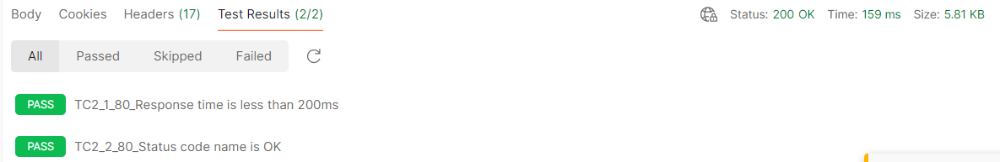 Body Cookies Headers (17) Test Results (2/2) Status: 200 OK Time: 159 ms Size: 5.81 KB
All Passed Skipped Failed
PASS TC2_1_80_Response time is less than 200ms
PASS TC2_2_80_Status code name is OK